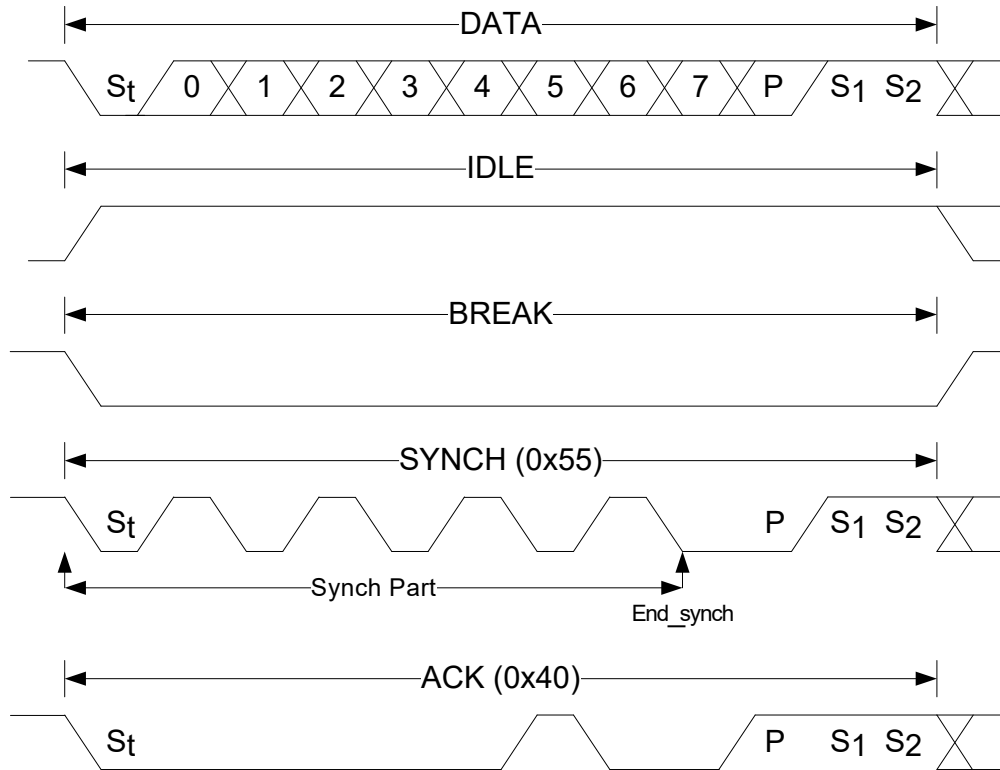 DATA
St 0 1 2 3 4 5 6 7 P S1 S2
IDLE
BREAK
SYNCH (0x55)
St P S1 S2
Synch Part
End_synch
ACK (0x40)
St P S1 S2